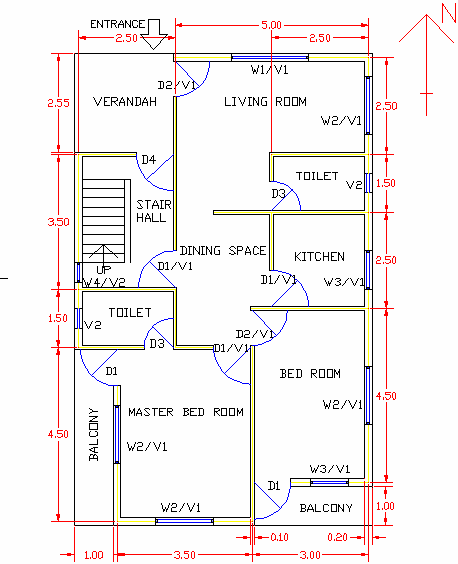 ENTRANCE
N
5.00
2.50
2.50
D2/V1
W1/V1
2.55
VERANDAH
LIVING ROOM
2.50
W2/V1
D4
TOILET
1.50
V2
D3
STAIR
HALL
3.50
DINING SPACE
KITCHEN
2.50
UP
D1/V1
D1/V1
W4/V2
W3/V1
TOILET
1.50
V2
D3
D2/V1
D1/V1
D1
BED ROOM
4.50
W2/V1
MASTER BED ROOM
BALCONY
4.50
W2/V1
W3/V1
D1
W2/V1
BALCONY
1.00
0.10
0.20
1.00
3.50
3.00